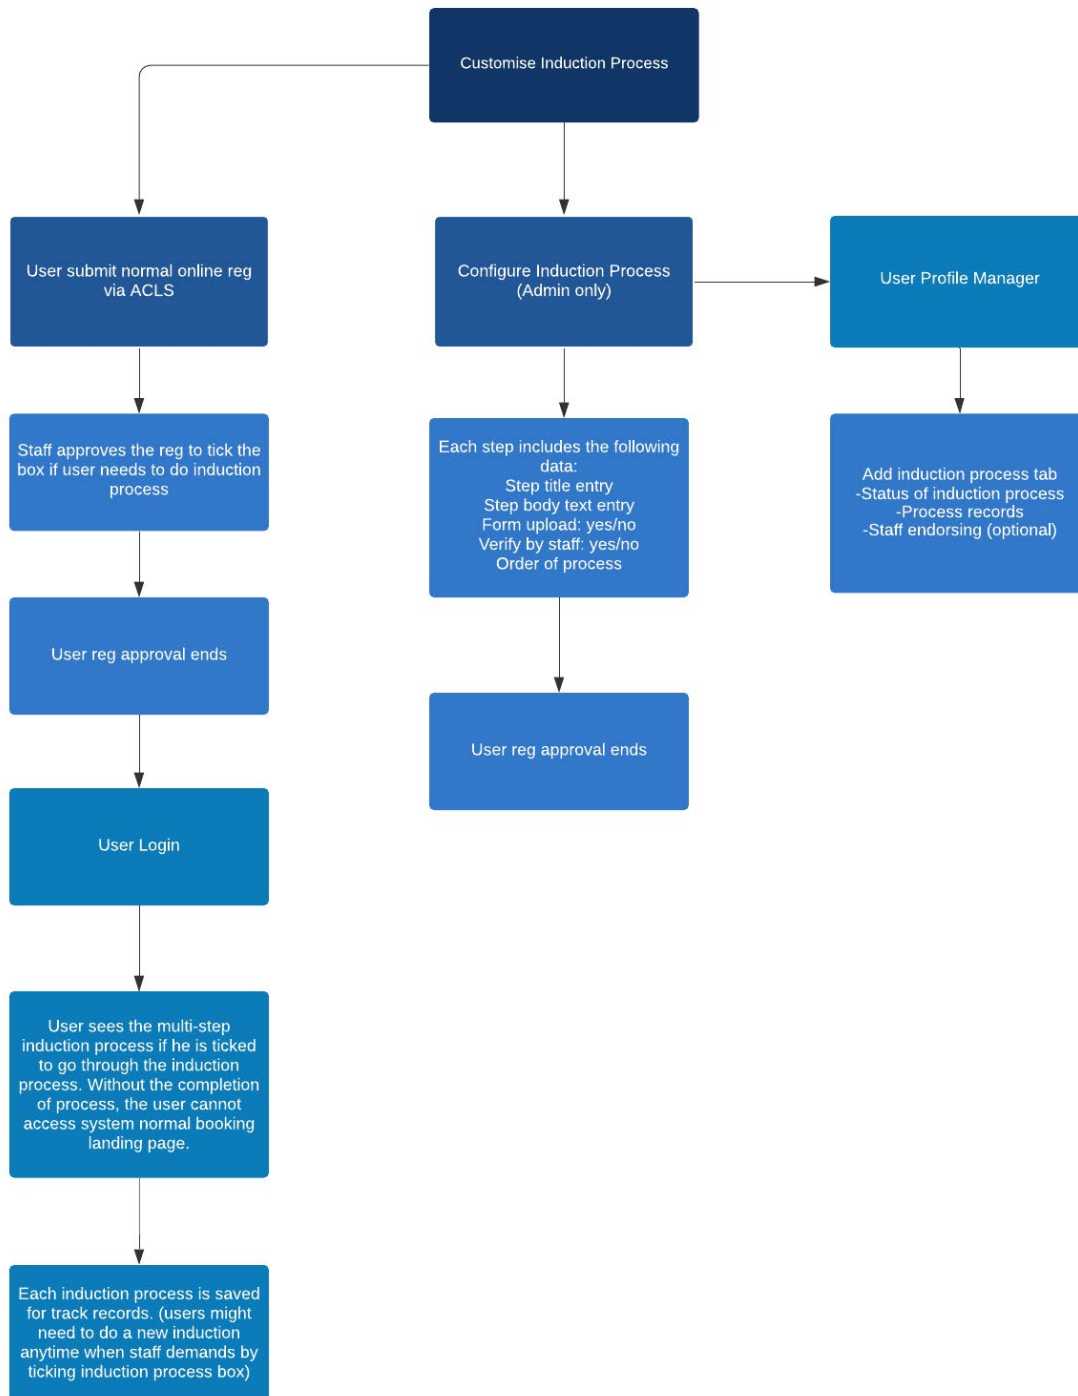 Customise Induction Process
User submit normal online reg
via ACLS
Configure Induction Process
(Admin only)
User Profile Manager
Staff approves the reg to tick the
box if user needs to do induction
process
Each step includes the following
data:
Step title entry
Step body text entry
Form upload: yes/no
Verify by staff: yes/no
Order of process
Add induction process tab
-Status of induction process
-Process records
-Staff endorsing (optional)
User reg approval ends
User reg approval ends
User Login
User sees the multi-step
induction process if he is ticked
to go through the induction
process. Without the completion
of process, the user cannot
access system normal booking
landing page.
Each induction process is saved
for track records. (users might
need to do a new induction
anytime when staff demands by
ticking induction process box)